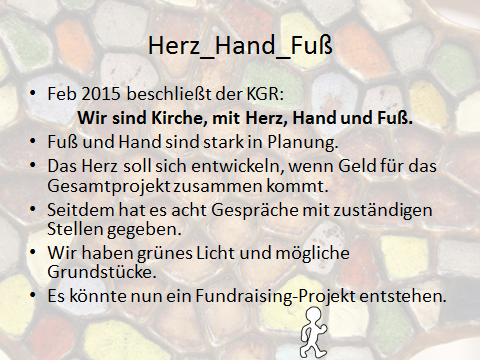 Herz_Hand_Fuß
• Feb 2015 beschließt der KGR:
Wir sind Kirche, mit Herz, Hand und Fuß.
• Fuß und Hand sind stark in Planung.
• Das Herz soll sich entwickeln, wenn Geld für das
Gesamtprojekt zusammen kommt.
• Seitdem hat es acht Gespräche mit zuständigen
Stellen gegeben.
• Wir haben grünes Licht und mögliche
Grundstücke.
• Es könnte nun ein Fundraising-Projekt entstehen.